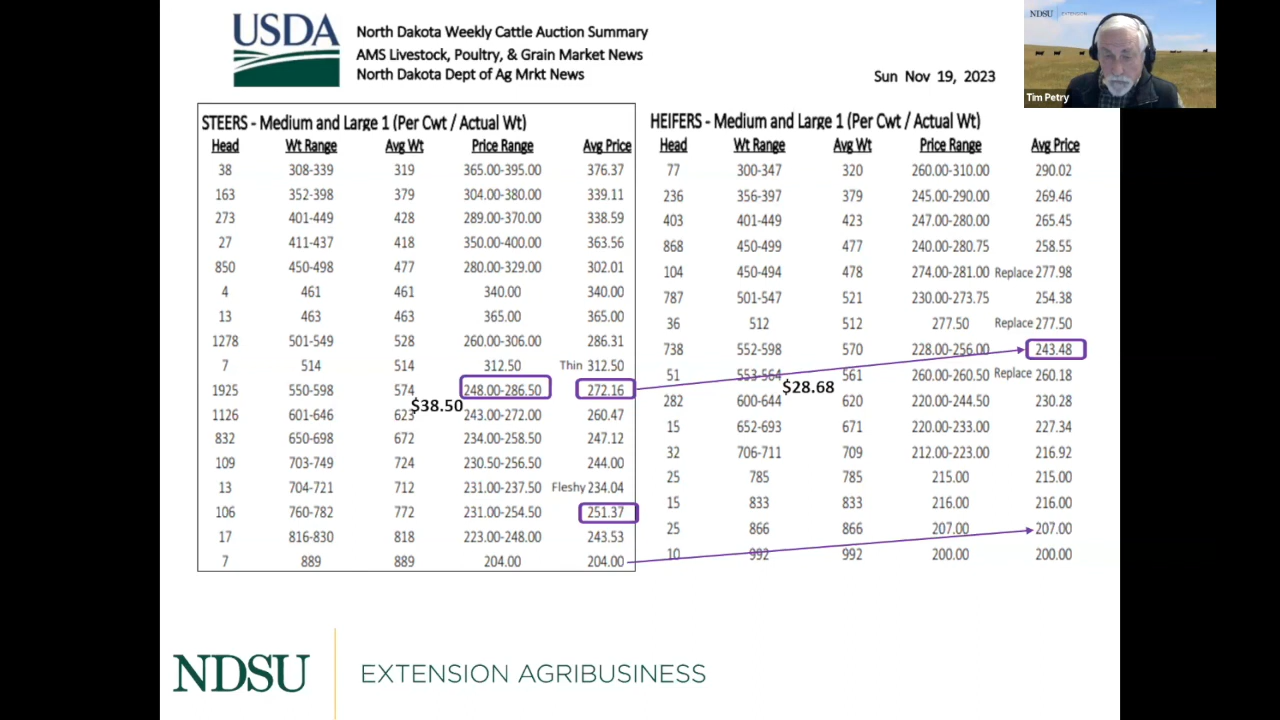 USDA
North Dakota Weekly Cattle Auction Summary
AMS Livestock, Poultry, & Grain Market News
North Dakota Dept of Ag Mrkt News
Sun Nov 19, 2023
NDSU EXTENSION
Tim Petry
STEERS - Medium and Large 1 (Per Cwt / Actual Wt)
Head Wt Range Avg Wt Price Range Avg Price
38 308-339 319 365.00-395.00 376.37
163 352-398 379 304.00-380.00 339.11
273 401-449 428 289.00-370.00 338.59
27 411-437 418 350.00-400.00 363.56
850 450-498 477 280.00-329.00 302.01
4 461 461 340.00 340.00
13 463 463 365.00 365.00
1278 501-549 528 260.00-306.00 286.31
7 514 514 312.50 Thin 312.50
1925 550-598 574 248.00-286.50 272.16
$38.50
1126 601-646 623 243.00-272.00 260.47
832 650-698 672 234.00-258.50 247.12
109 703-749 724 230.50-256.50 244.00
13 704-721 712 231.00-237.50 Fleshy 234.04
106 760-782 772 231.00-254.50 251.37
17 816-830 818 223.00-248.00 243.53
7 889 889 204.00 204.00
HEIFERS - Medium and Large 1 (Per Cwt / Actual Wt)
Head Wt Range Avg Wt Price Range Avg Price
77 300-347 320 260.00-310.00 290.02
236 356-397 379 245.00-290.00 269.46
403 401-449 423 247.00-280.00 265.45
868 450-499 477 240.00-280.75 258.55
104 450-494 478 274.00-281.00 Replace 277.98
787 501-547 521 230.00-273.75 254.38
36 512 512 277.50 Replace 277.50
738 552-598 570 228.00-256.00 243.48
51 553-564 561 260.00-260.50 Replace 260.18
$28.68
282 600-644 620 220.00-244.50 230.28
15 652-693 671 220.00-233.00 227.34
32 706-711 709 212.00-223.00 216.92
25 785 785 215.00 215.00
15 833 833 216.00 216.00
25 866 866 207.00 207.00
10 992 992 200.00 200.00
NDSU EXTENSION AGRIBUSINESS